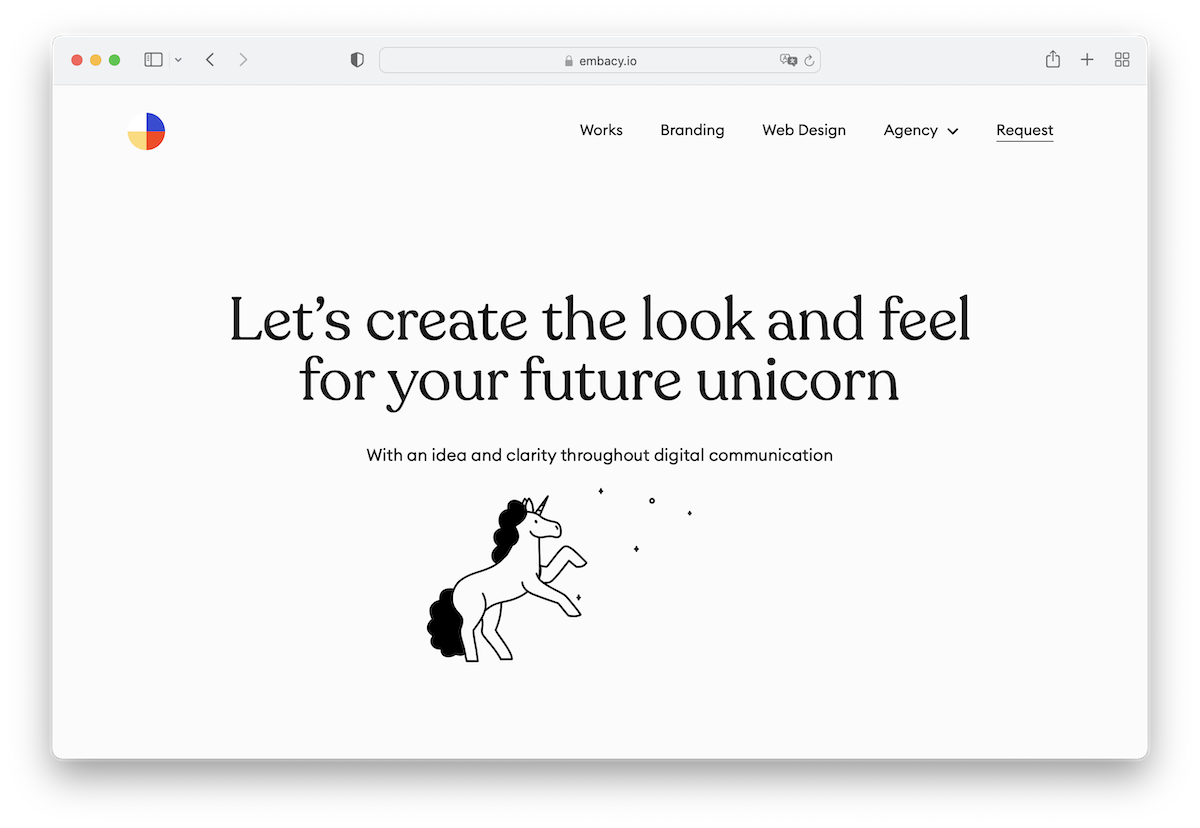 embacy.io
Works Branding Web Design Agency Request
Let’s create the look and feel
for your future unicorn
With an idea and clarity throughout digital communication